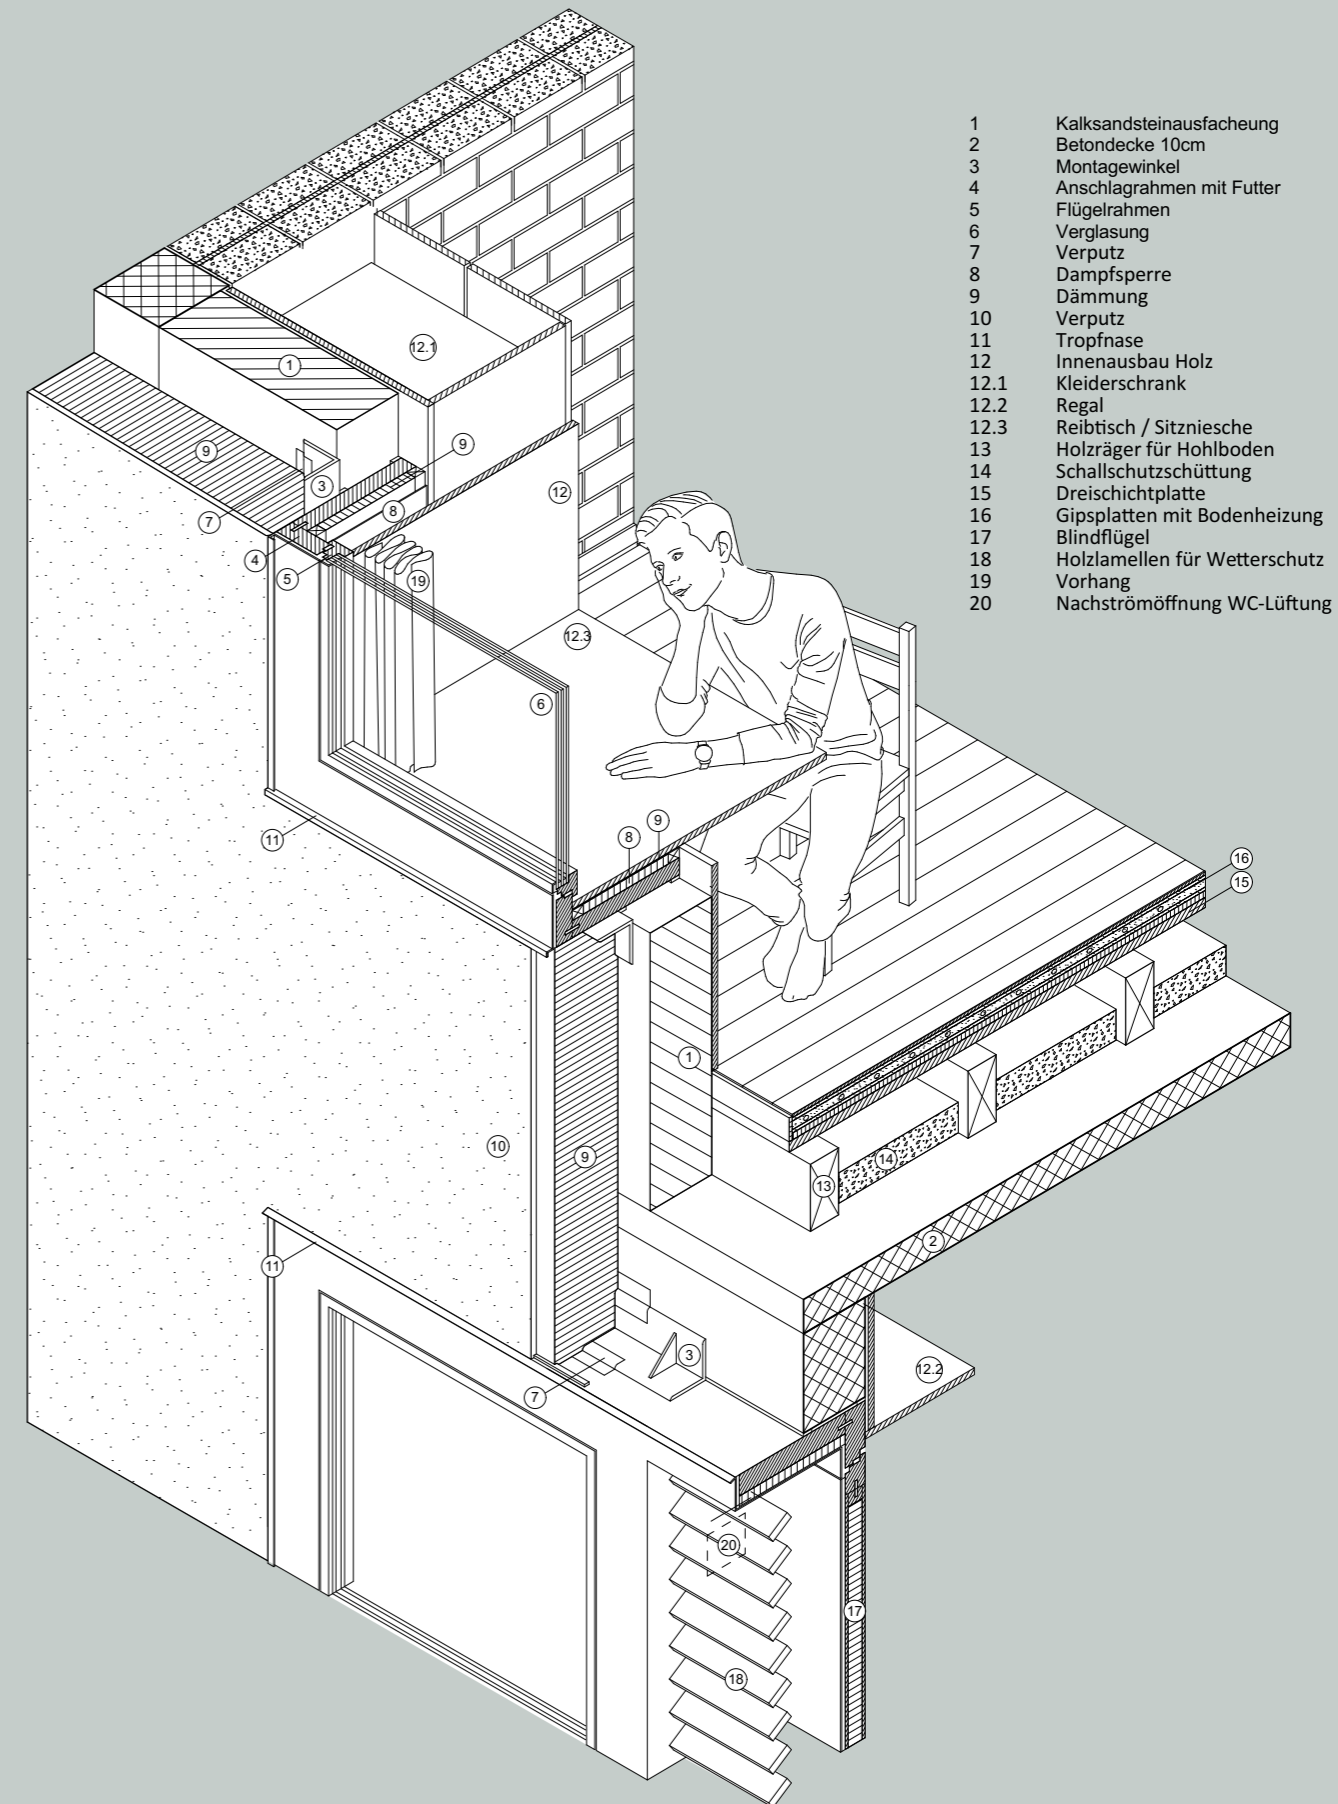 1 Kalksandsteinausfacheung
2 Betondecke 10cm
3 Montagewinkel
4 Anschlagrahmen mit Futter
5 Flügelrahmen
6 Verglasung
7 Verputz
8 Dampfsperre
9 Dämmung
10 Verputz
11 Tropfnase
12 Innenausbau Holz
12.1 Kleiderschrank
12.2 Regal
12.3 Reibtisch / Sitzniesche
13 Holzräger für Hohlboden
14 Schallschutzschüttung
15 Dreischichtplatte
16 Gipsplatten mit Bodenheizung
17 Blindflügel
18 Holzlamellen für Wetterschutz
19 Vorhang
20 Nachströmöffnung WC-Lüftung
12.1
1
9
9
3
12
8
7
4
5
19
12.3
6
11
8
9
16
15
1
10
9
14
13
2
11
3
12.2
7
20
17
18